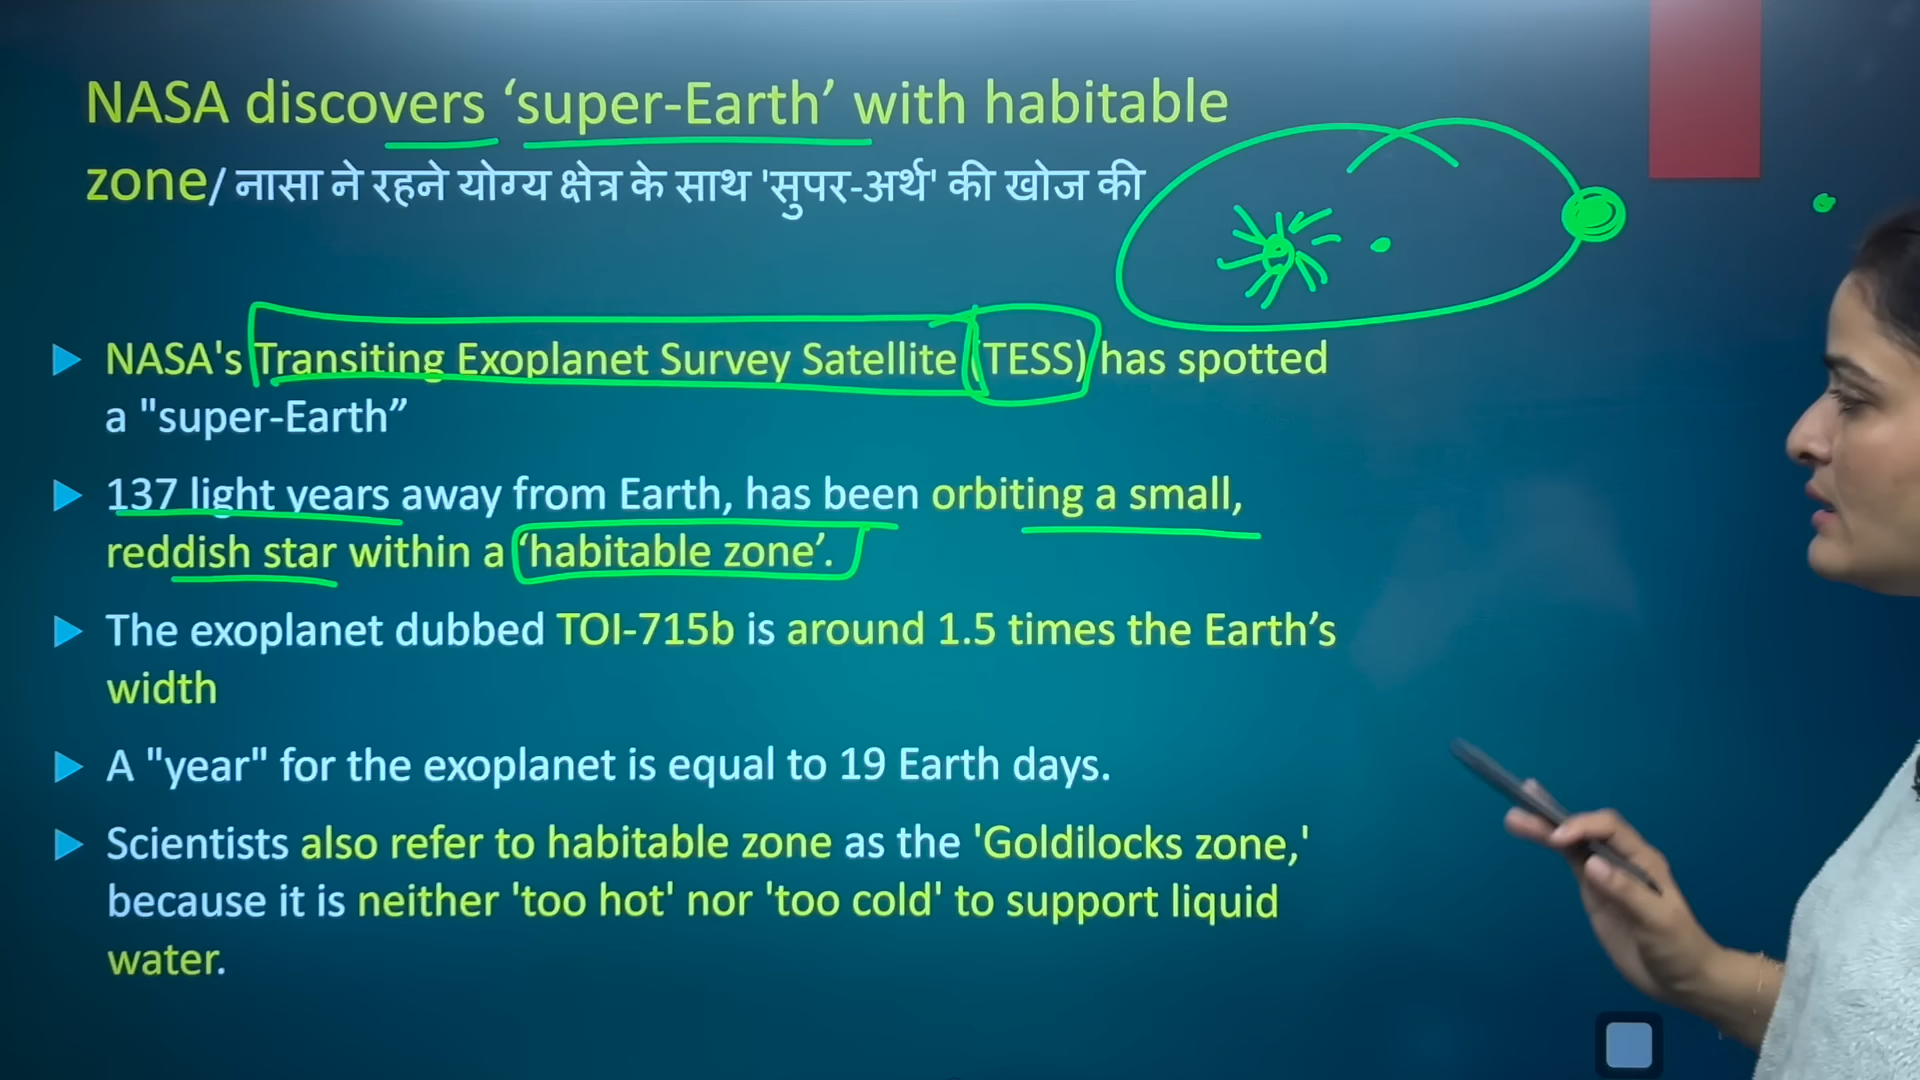 NASA discovers ‘super-Earth’ with habitable
zone/ नासा ने रहने योग्य क्षेत्र के साथ 'सुपर-अर्थ' की खोज की
NASA's Transiting Exoplanet Survey Satellite (TESS) has spotted
a "super-Earth”
137 light years away from Earth, has been orbiting a small,
reddish star within a ‘habitable zone’.
The exoplanet dubbed TOI-715b is around 1.5 times the Earth’s
width
A "year" for the exoplanet is equal to 19 Earth days.
Scientists also refer to habitable zone as the 'Goldilocks zone,'
because it is neither 'too hot' nor 'too cold' to support liquid
water.